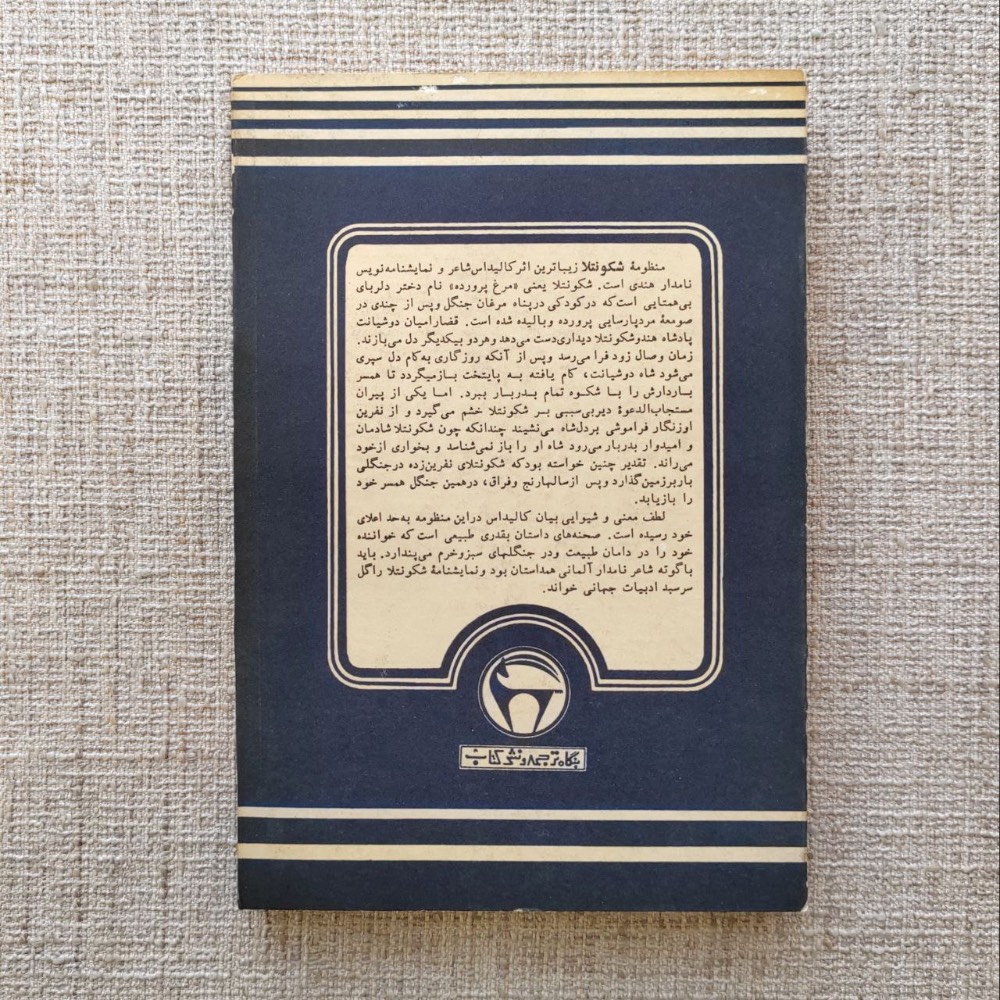 منظومهٔ شکونتلا زیباترین اثر کالیداس شاعر و نمایشنامه‌نویس
نامدار هندی است. شکونتلا یعنی «مرغ پرورده» نام دختر دلربای
بی‌همتایی است که در کودکی در پناه مرغان جنگل و پس از چندی در
صومعهٔ مرد پارسایی پرورده و بالیده شده است. قضا را میان دوشیانت
پادشاه هند و شکونتلا دیداری دست می‌دهد و هر دو بیکدیگر دل می‌بازند.
زمان وصال زود فرا می‌رسد و پس از آنکه روزگاری به کام دل سپری
می‌شود شاه دوشیانت، کام یافته به پایتخت بازمیگردد تا همسر
باردارش را با شکوه تمام بدربار ببرد. اما یکی از پیران
مستجاب‌الدعوهٔ دیر بی‌سببی بر شکونتلا خشم می‌گیرد و از نفرین
او زنگار فراموشی بر دل شاه می‌نشیند چندانکه چون شکونتلا شادمان
و امیدوار بدربار می‌رود شاه او را باز نمی‌شناسد و بخواری از خود
می‌راند. تقدیر چنین خواسته بود که شکونتلای نفرین‌زده در جنگلی
بار بر زمین گذارد و پس از سالها رنج و فراق، در همین جنگل همسر خود
را بازیابد.
لطف معنی و شیوایی بیان کالیداس در این منظومه به حد اعلای
خود رسیده است. صحنه‌های داستان بقدری طبیعی است که خواننده
خود را در دامان طبیعت و در جنگلهای سبز و خرم می‌پندارد. باید
با گوته شاعر نامدار آلمانی همداستان بود و نمایشنامهٔ شکونتلا را گل
سرسبد ادبیات جهانی خواند.
بنگاه ترجمه و نشر کتاب